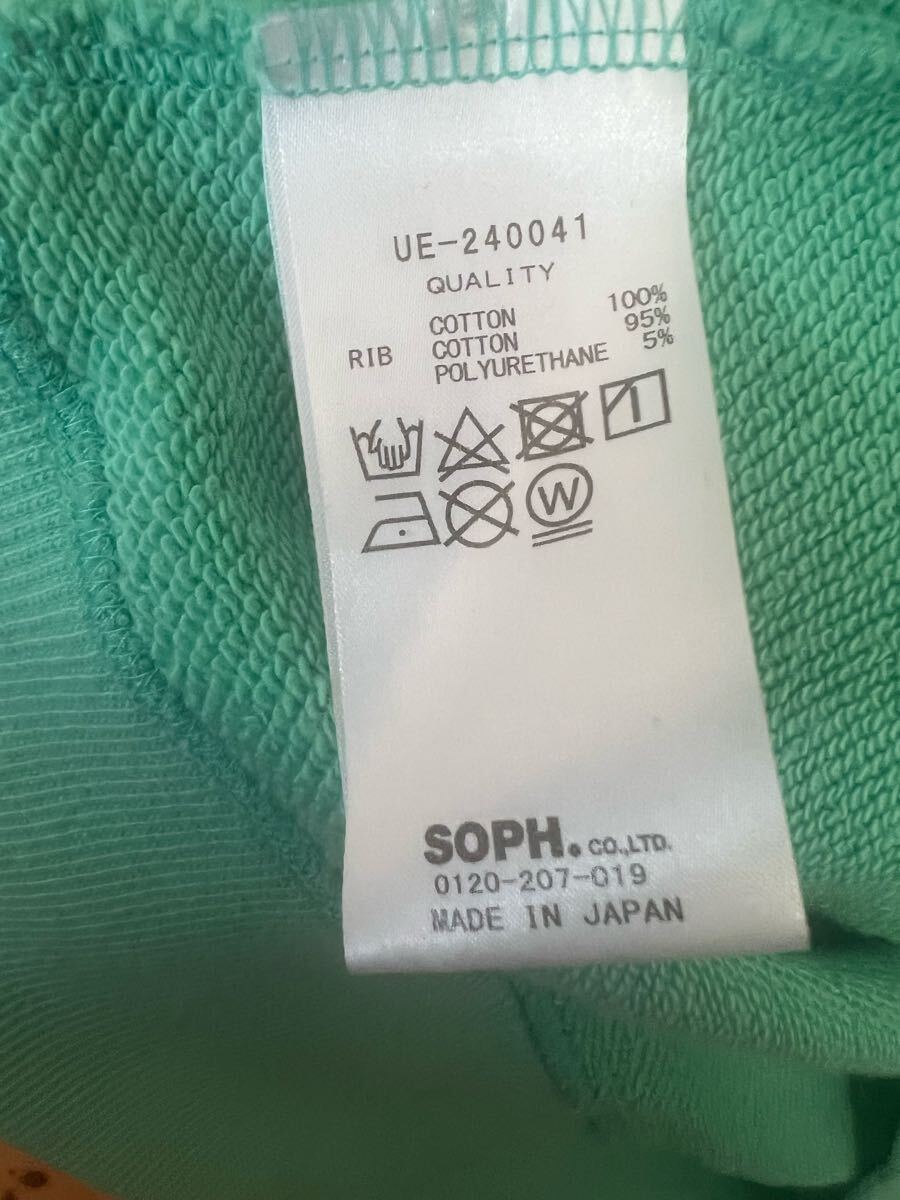 UE-240041
QUALITY
COTTON 100%
RIB COTTON 95%
POLYURETHANE 5%
W
SOPH. CO.,LTD.
0120-207-019
MADE IN JAPAN